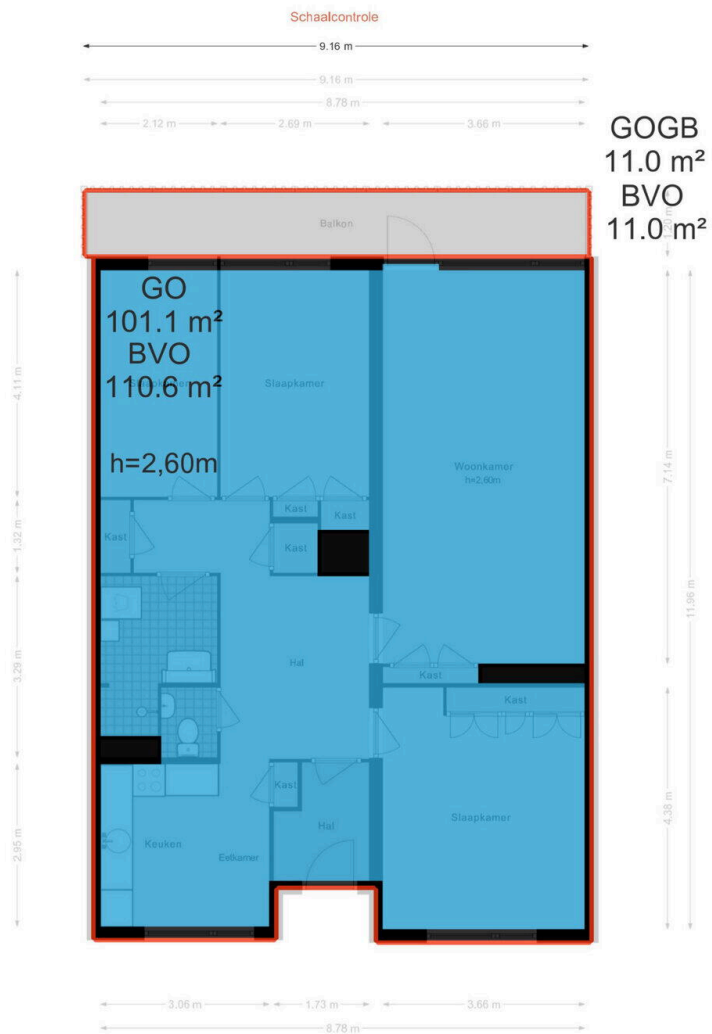 Schaalcontrole
9.16 m
9.16 m
8.78 m
2.12 m
2.69 m
3.66 m
GOGB
11.0 m²
BVO
11.0 m²
1.20 m
Balkon
GO
101.1 m²
BVO
110.6 m²
h=2,60m
Slaapkamer
Slaapkamer
Woonkamer
h=2,60m
4.11 m
7.14 m
Kast
Kast
Kast
Kast
1.32 m
11.96 m
Hal
Kast
3.29 m
Kast
Kast
Hal
Slaapkamer
4.38 m
Keuken
Eetkamer
2.95 m
3.06 m
1.73 m
3.66 m
8.78 m